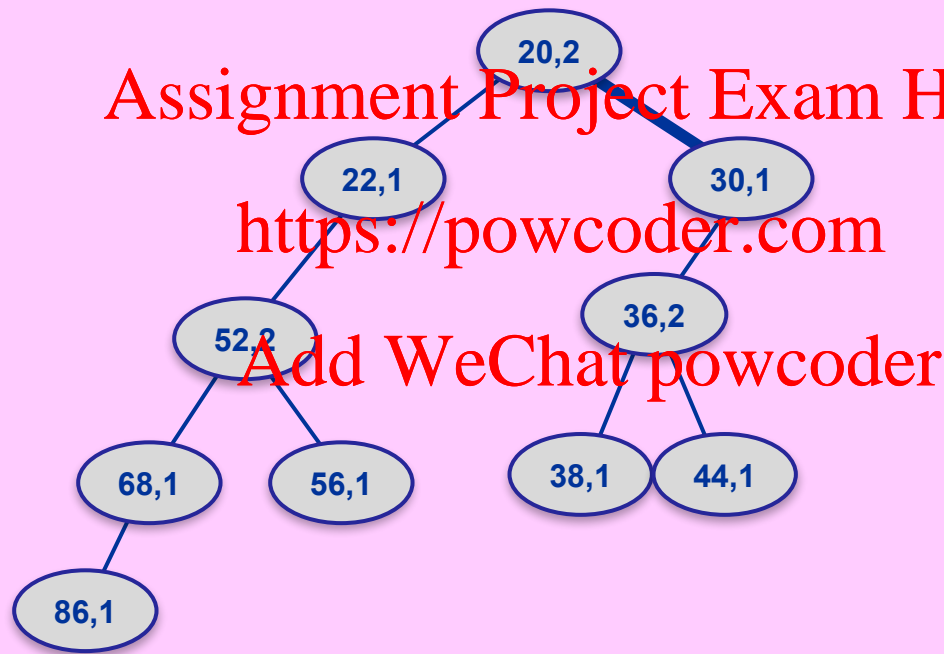 20,2
Assignment Project Exam H
22,1 30,1
https://powcoder.com
52,2 36,2
Add WeChat powcoder
68,1 56,1 38,1 44,1
86,1